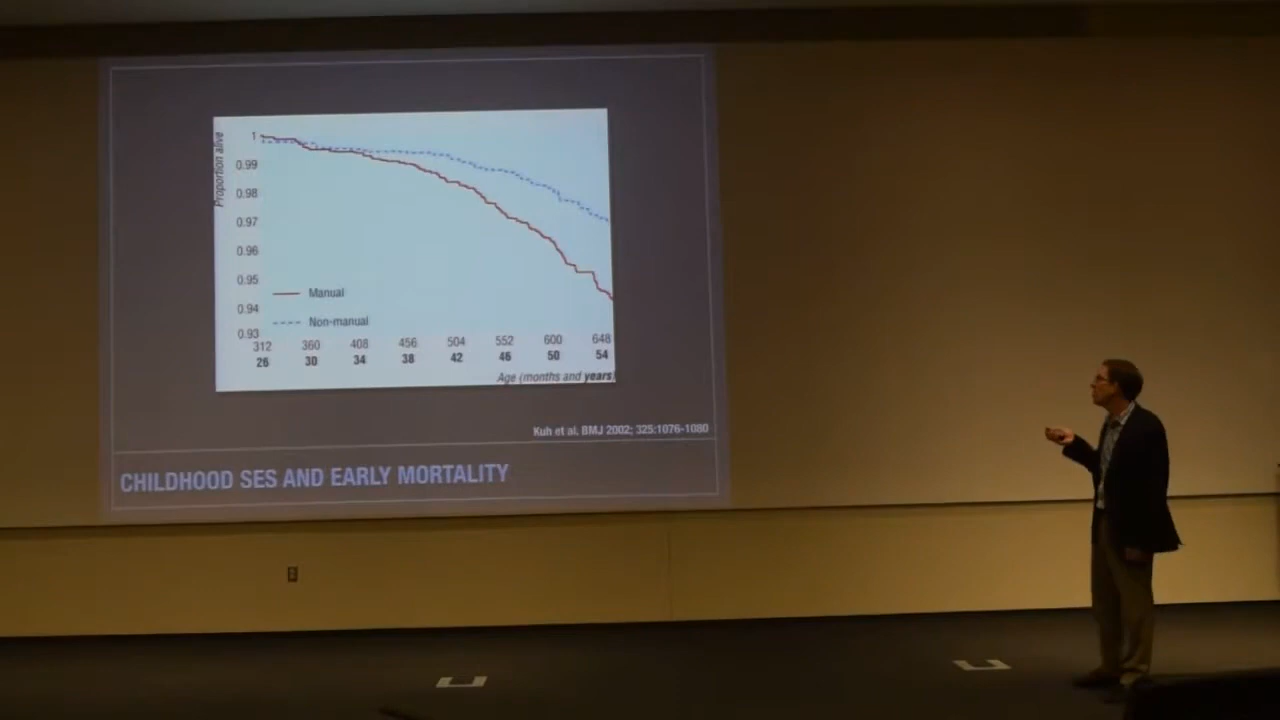 Proportion alive
1
0.99
0.98
0.97
0.96
0.95
0.94
0.93
Manual
Non-manual
312 360 408 456 504 552 600 648
26 30 34 38 42 46 50 54
Age (months and years)
Kuh et al, BMJ 2002; 325:1076-1080
CHILDHOOD SES AND EARLY MORTALITY